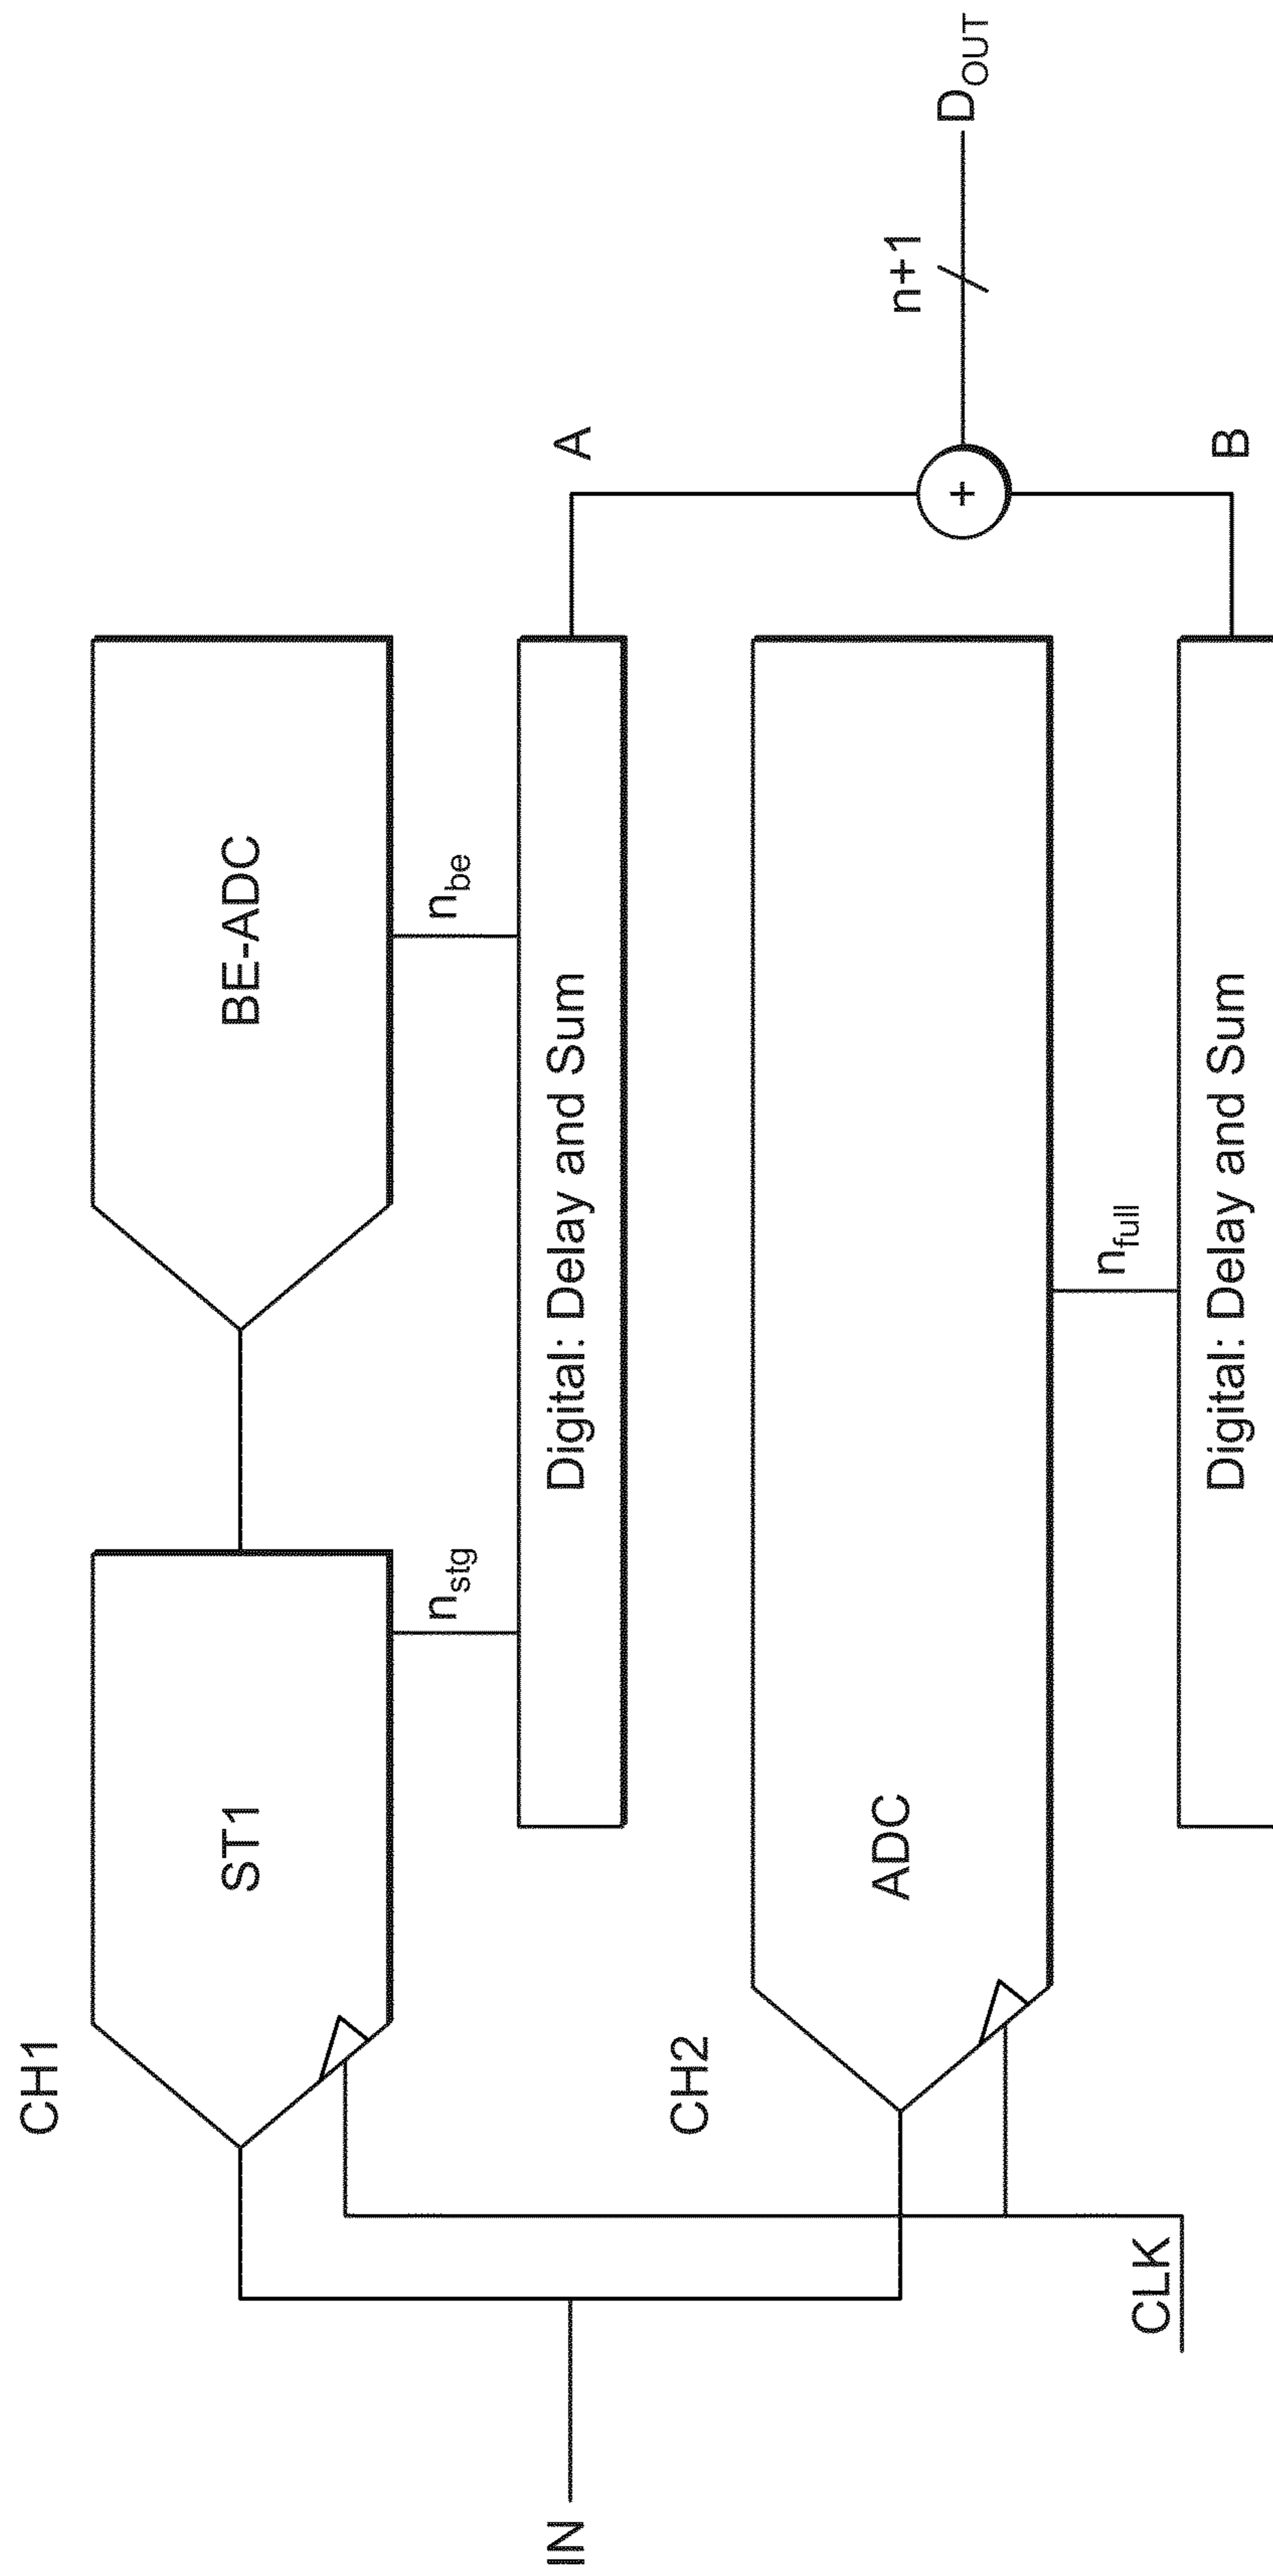 CH1
ST1
BE-ADC
n_stg
n_be
Digital: Delay and Sum
A
IN
n+1
D_OUT
+
CH2
ADC
n_full
CLK
Digital: Delay and Sum
B